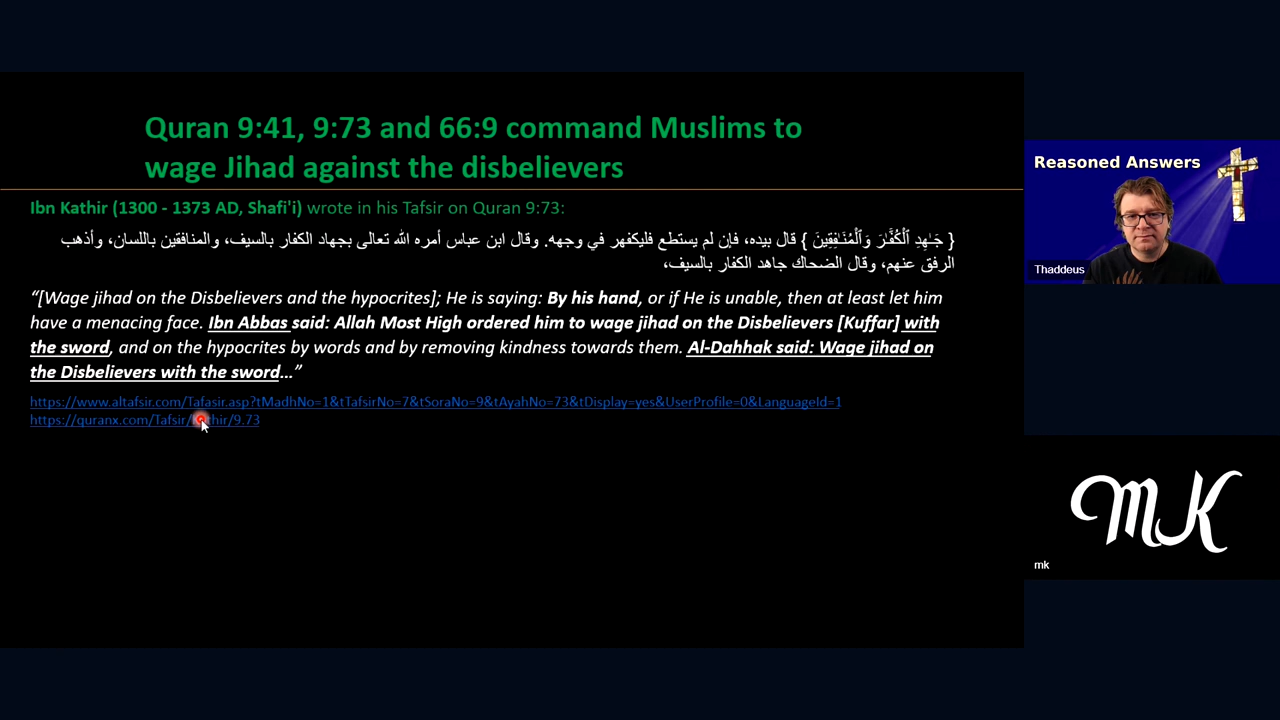 Quran 9:41, 9:73 and 66:9 command Muslims to
wage Jihad against the disbelievers
Ibn Kathir (1300 - 1373 AD, Shafi'i) wrote in his Tafsir on Quran 9:73:
{ جَـٰهِدِ ٱلْكُفَّـٰرَ وَٱلْمُنَـٰفِقِينَ } قال بيده، فإن لم يستطع فليكفهر في وجهه. وقال ابن عباس أمره الله تعالى بجهاد الكفار بالسيف، والمنافقين باللسان، وأذهب
الرفق عنهم، وقال الضحاك جاهد الكفار بالسيف،
“[Wage jihad on the Disbelievers and the hypocrites]; He is saying: By his hand, or if He is unable, then at least let him
have a menacing face. Ibn Abbas said: Allah Most High ordered him to wage jihad on the Disbelievers [Kuffar] with
the sword, and on the hypocrites by words and by removing kindness towards them. Al-Dahhak said: Wage jihad on
the Disbelievers with the sword…”
https://www.altafsir.com/Tafasir.asp?tMadhNo=1&tTafsirNo=7&tSoraNo=9&tAyahNo=73&tDisplay=yes&UserProfile=0&LanguageId=1
https://quranx.com/Tafsir/Kathir/9.73
Reasoned Answers
Thaddeus
MK
mk